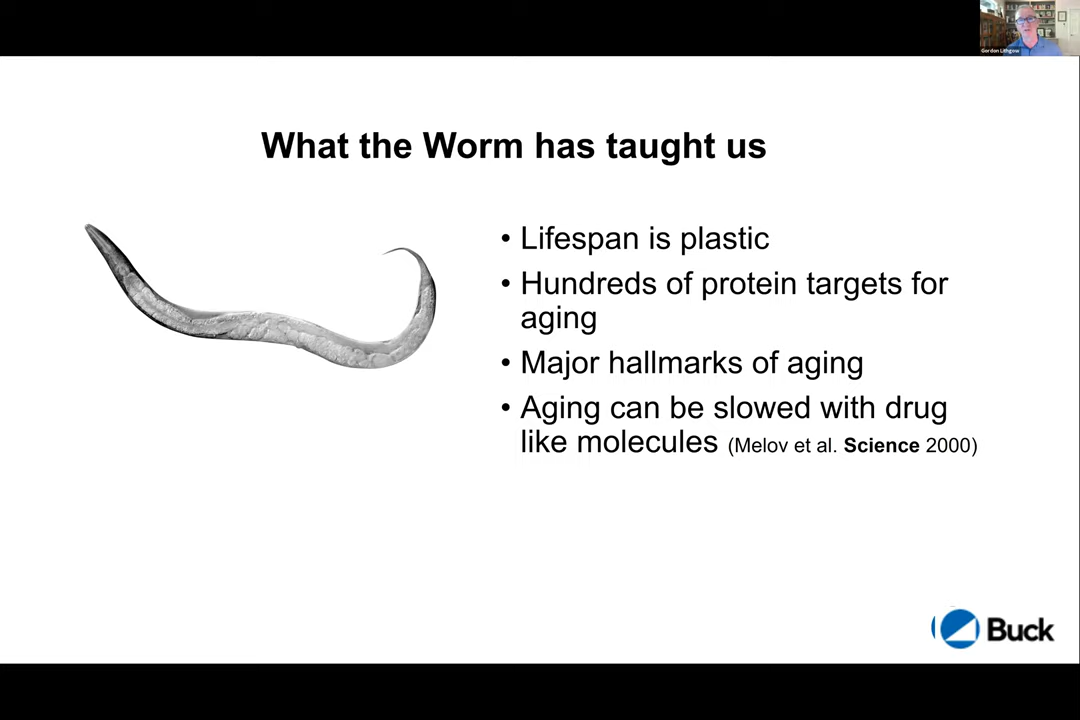 Gordon Lithgow
What the Worm has taught us
• Lifespan is plastic
• Hundreds of protein targets for
aging
• Major hallmarks of aging
• Aging can be slowed with drug
like molecules (Melov et al. Science 2000)
Buck